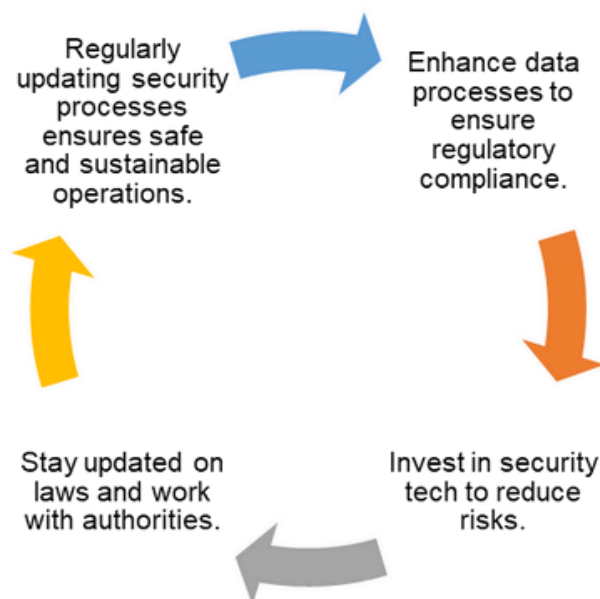 Regularly
updating security
processes
ensures safe
and sustainable
operations.
Enhance data
processes to
ensure
regulatory
compliance.
Invest in security
tech to reduce
risks.
Stay updated on
laws and work
with authorities.